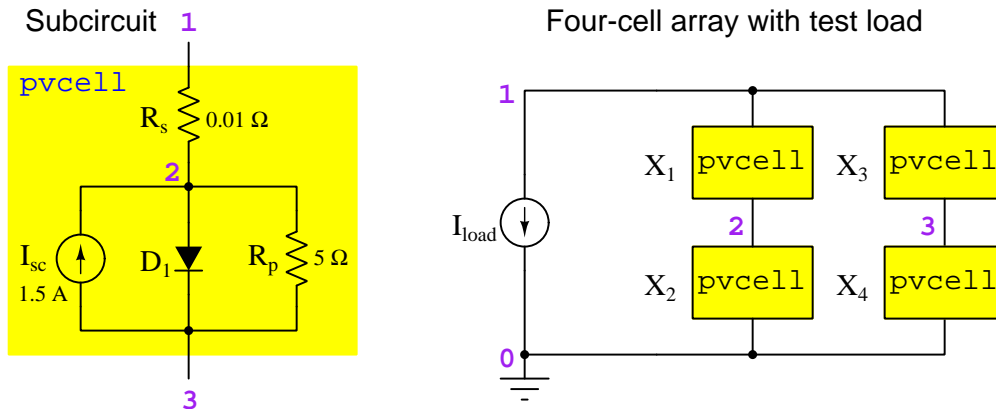 Subcircuit 1
pvcell
Rs 0.01 Ω
2
Isc
1.5 A
D1
Rp 5 Ω
3
Four-cell array with test load
1
X1 pvcell X3 pvcell
Iload
2 3
X2 pvcell X4 pvcell
0